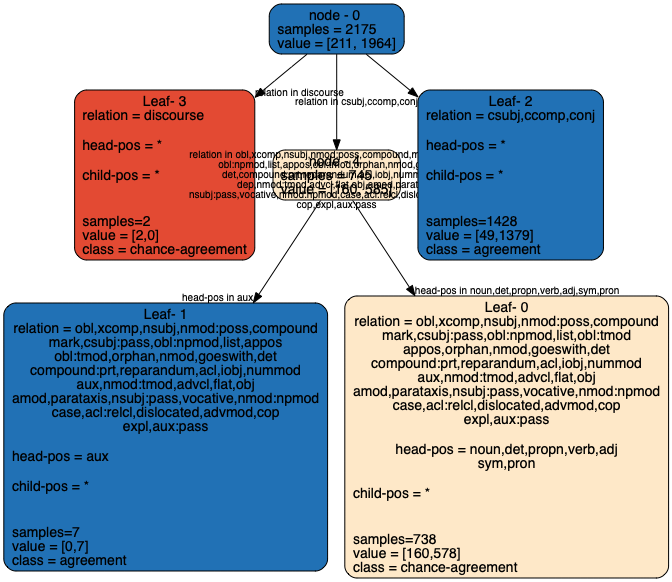 node - 0
samples = 2175
value = [211, 1964]
relation in discourse
relation in csubj,ccomp,conj
Leaf- 3
relation = discourse
head-pos = *
child-pos = *
samples=2
value = [2,0]
class = chance-agreement
Leaf- 2
relation = csubj,ccomp,conj
head-pos = *
child-pos = *
samples=1428
value = [49,1379]
class = agreement
node - 4
samples = 745
value = [160, 585]
relation in obl,xcomp,nsubj,nmod:poss,compound,m
obl:npmod,list,appos,obl:tmod,orphan,nmod,g
det,compound:prt,reparandum,acl,iobj,numm
dep,nmod:tmod,advcl,flat,obj,amod,parat
nsubj:pass,vocative,nmod:npmod,case,acl:relcl,disloc
cop,expl,aux:pass
head-pos in aux
head-pos in noun,det,propn,verb,adj,sym,pron
Leaf- 1
relation = obl,xcomp,nsubj,nmod:poss,compound
mark,csubj:pass,obl:npmod,list,appos
obl:tmod,orphan,nmod,goeswith,det
compound:prt,reparandum,acl,iobj,nummod
aux,nmod:tmod,advcl,flat,obj
amod,parataxis,nsubj:pass,vocative,nmod:npmod
case,acl:relcl,dislocated,advmod,cop
expl,aux:pass
head-pos = aux
child-pos = *
samples=7
value = [0,7]
class = agreement
Leaf- 0
relation = obl,xcomp,nsubj,nmod:poss,compound
mark,csubj:pass,obl:npmod,list,obl:tmod
appos,orphan,nmod,goeswith,det
compound:prt,reparandum,acl,iobj,nummod
aux,nmod:tmod,advcl,flat,obj
amod,parataxis,nsubj:pass,vocative,nmod:npmod
case,acl:relcl,dislocated,advmod,cop
expl,aux:pass
head-pos = noun,det,propn,verb,adj
sym,pron
child-pos = *
samples=738
value = [160,578]
class = chance-agreement